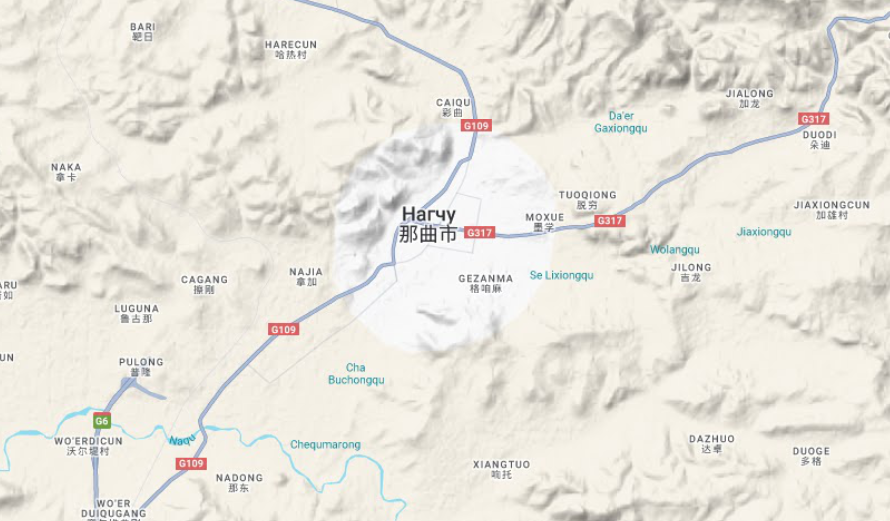 BARI
耙日
HARECUN
哈热村
CAIQU
彩曲
G109
Da'er
Gaxiongqu
JIALONG
加龙
G317
DUODI
朵迪
NAKA
拿卡
Нагчу
那曲市
G317
MOXUE
墨学
TUOQIONG
脱穷
G317
JIAXIONGCUN
加雄村
Jiaxiongqu
Wolangqu
JILONG
吉龙
Se Lixiongqu
GEZANMA
格咱麻
NAJIA
拿加
CAGANG
擦刚
ARU
如
LUGUNA
鲁古那
G109
UN
PULONG
普隆
Cha
Buchongqu
G6
WO'ERDICUN
沃尔堤村
Naqu
Chequmarong
G109
NADONG
那东
XIANGTUO
响托
DAZHUO
达卓
DUOGE
多格
WO'ER
DUIQUGANG